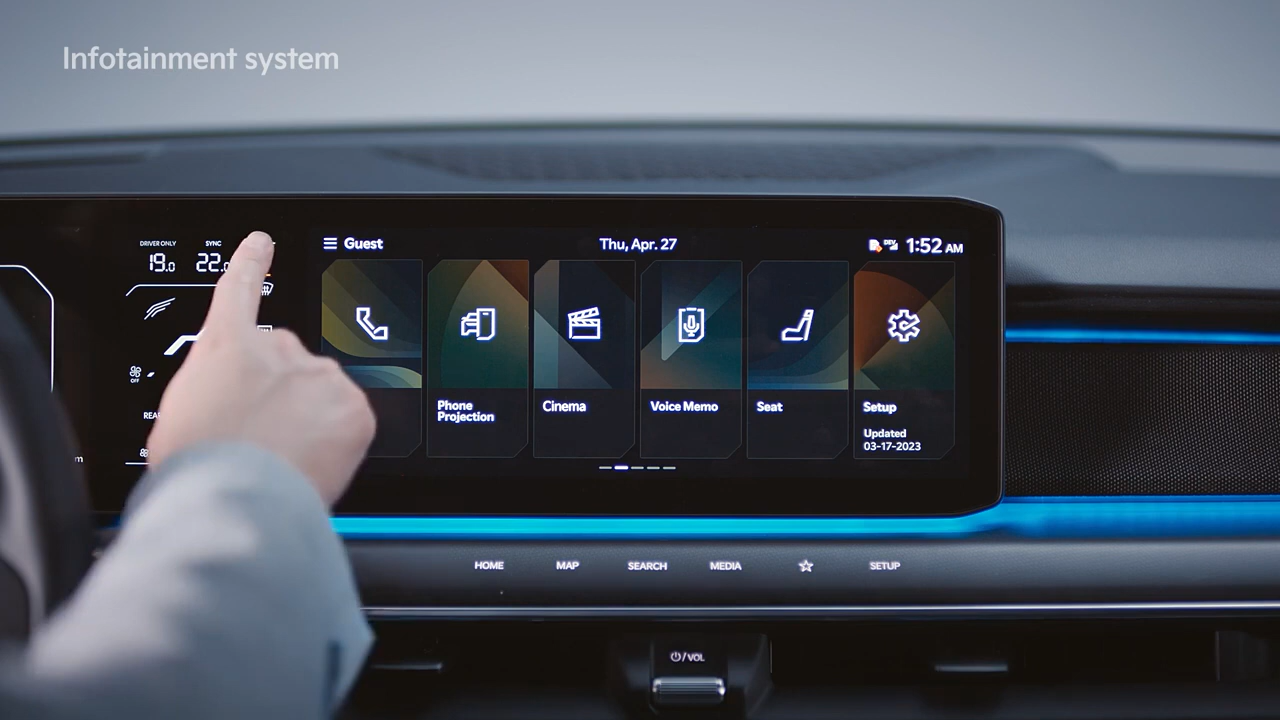 Infotainment system
DRIVER ONLY
SYNC
19.0
Guest
Thu, Apr. 27
1:52 AM
OFF
Phone
Projection
Cinema
Voice Memo
Seat
Setup
Updated
03-17-2023
HOME
MAP
SEARCH
MEDIA
SETUP
/VOL